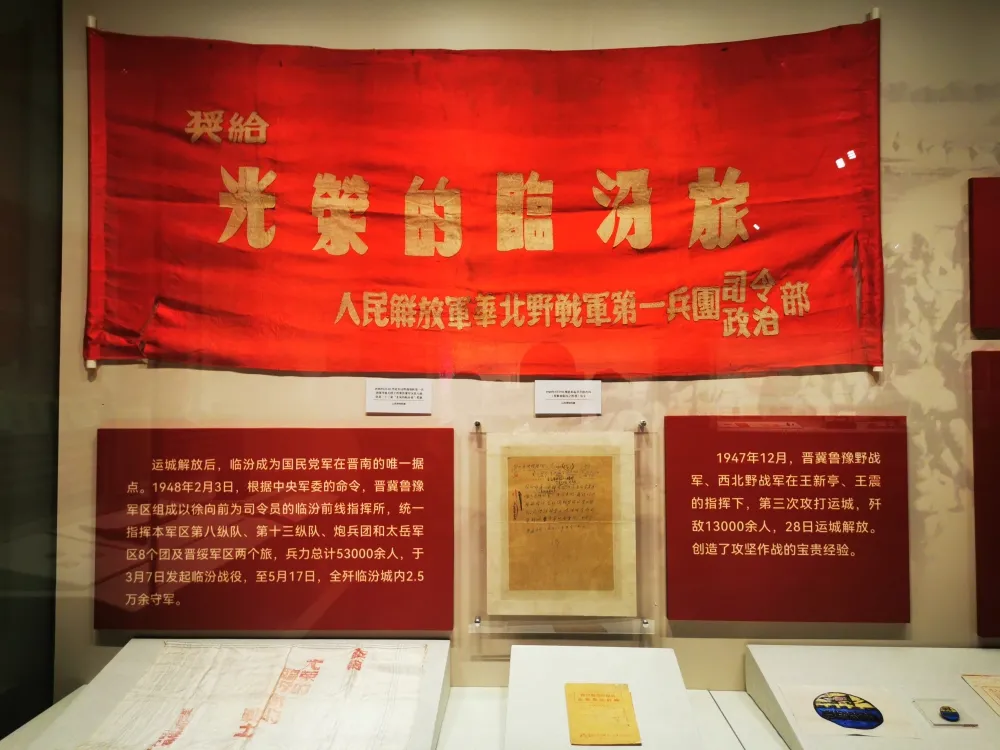 奨給
光榮的臨汾旅
人民解放軍華北野戰軍第一兵團司令部
政治
运城解放后，临汾成为国民党军在晋南的唯一据
点。1948年2月3日，根据中央军委的命令，晋冀鲁豫
军区组成以徐向前为司令员的临汾前线指挥所，统一
指挥本军区第八纵队、第十三纵队、炮兵团和太岳军
区8个团及晋绥军区两个旅，兵力总计53000余人，于
3月7日发起临汾战役，至5月17日，全歼临汾城内2.5
万余守军。
1947年12月，晋冀鲁豫野战
军、西北野战军在王新亭、王震
的指挥下，第三次攻打运城，歼
敌13000余人，28日运城解放。
创造了攻坚作战的宝贵经验。